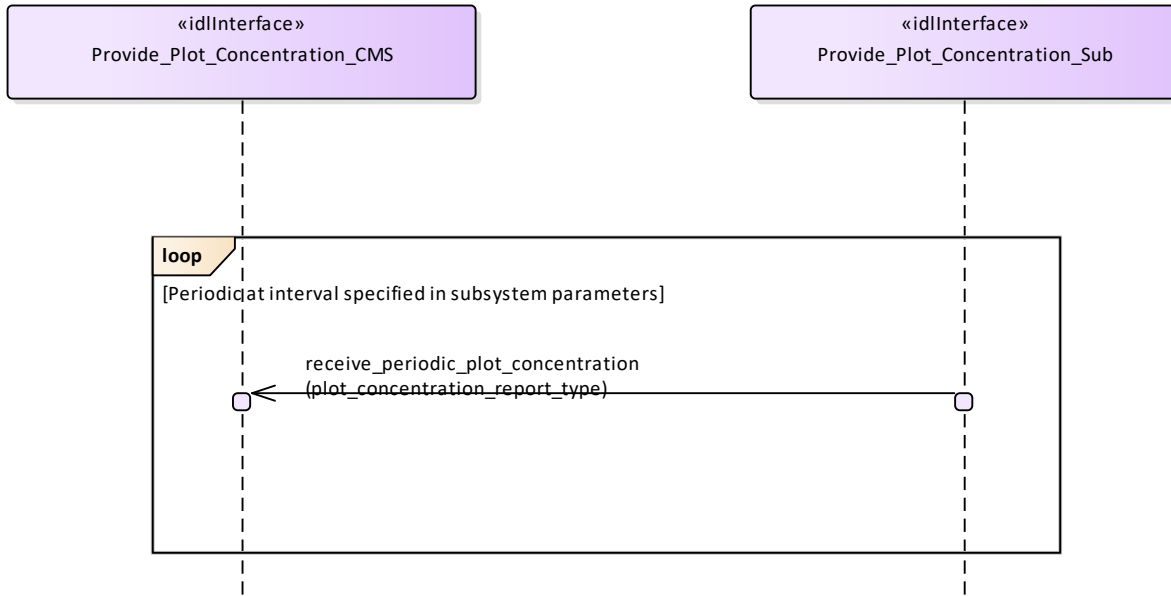 «idlInterface»
Provide_Plot_Concentration_CMS
«idlInterface»
Provide_Plot_Concentration_Sub
loop
[Periodic at interval specified in subsystem parameters]
receive_periodic_plot_concentration
(plot_concentration_report_type)